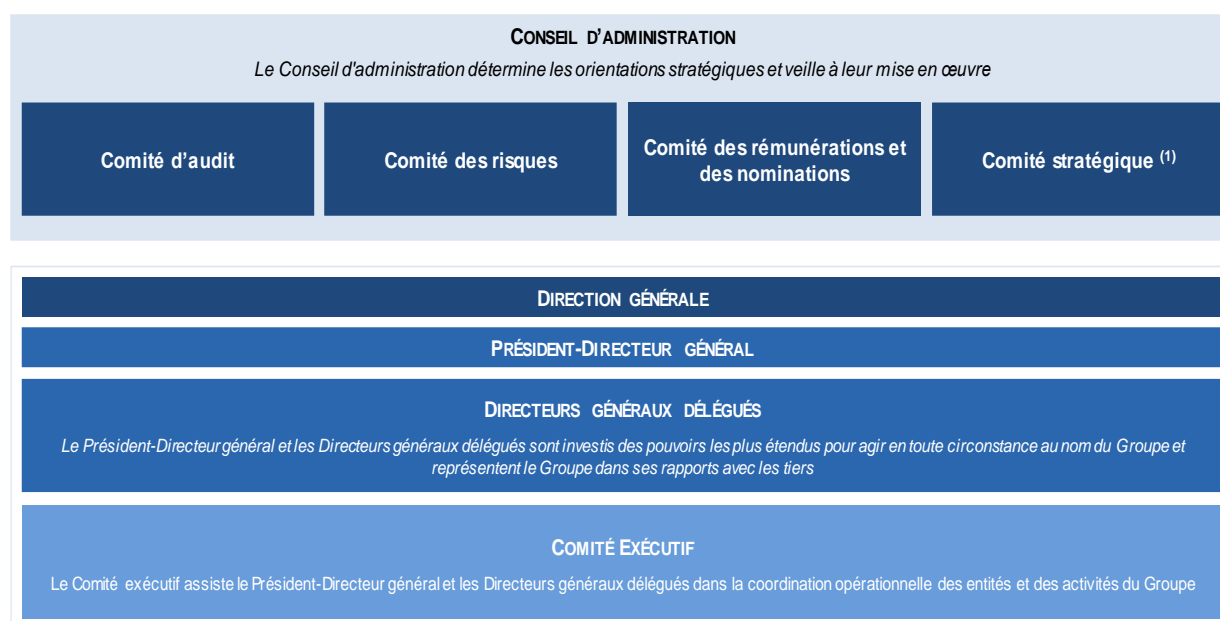 CONSEIL D'ADMINISTRATION
Le Conseil d'administration détermine les orientations stratégiques et veille à leur mise en œuvre
Comité d'audit
Comité des risques
Comité des rémunérations et
des nominations
Comité stratégique (1)
DIRECTION GÉNÉRALE
PRÉSIDENT-DIRECTEUR GÉNÉRAL
DIRECTEURS GÉNÉRAUX DÉLÉGUÉS
Le Président-Directeur général et les Directeurs généraux délégués sont investis des pouvoirs les plus étendus pour agir en toute circonstance au nom du Groupe et
représentent le Groupe dans ses rapports avec les tiers
COMITÉ EXÉCUTIF
Le Comité exécutif assiste le Président-Directeur général et les Directeurs généraux délégués dans la coordination opérationnelle des entités et des activités du Groupe